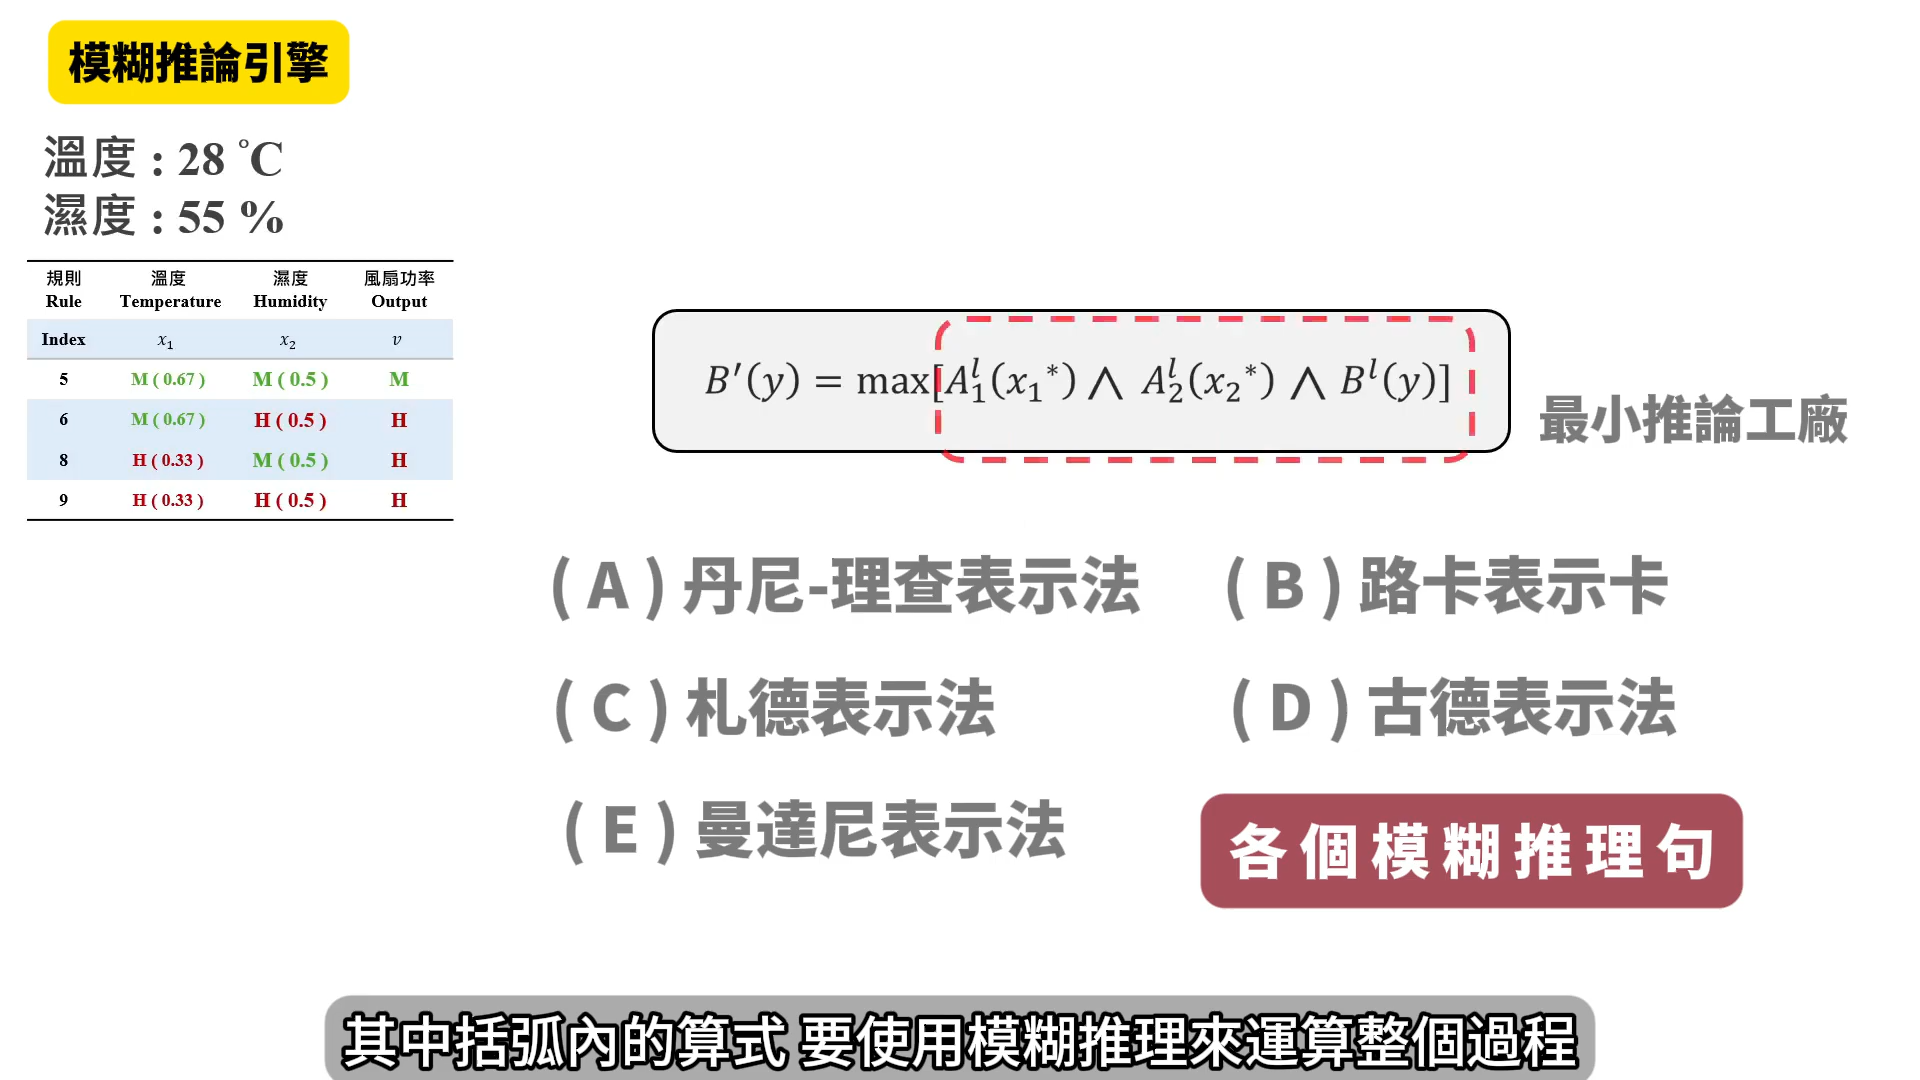 模糊推論引擎
溫度 : 28 °C
濕度 : 55 %
規則 溫度 濕度 風扇功率
Rule Temperature Humidity Output
Index x₁ x₂ v
5 M ( 0.67 ) M ( 0.5 ) M
6 M ( 0.67 ) H ( 0.5 ) H
8 H ( 0.33 ) M ( 0.5 ) H
9 H ( 0.33 ) H ( 0.5 ) H
B′(y) = max[A₁ˡ(x₁*) ⋀ A₂ˡ(x₂*) ⋀ Bˡ(y)]
最小推論工廠
( A ) 丹尼-理查表示法 ( B ) 路卡表示卡
( C ) 札德表示法 ( D ) 古德表示法
( E ) 曼達尼表示法
各個模糊推理句
其中括弧內的算式 要使用模糊推理來運算整個過程